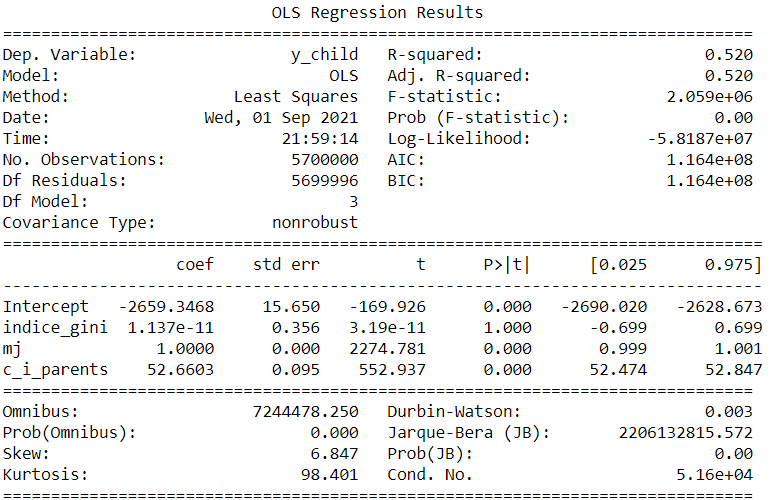 OLS Regression Results
==============================================================================
Dep. Variable:                y_child   R-squared:                       0.520
Model:                            OLS   Adj. R-squared:                  0.520
Method:                 Least Squares   F-statistic:                 2.059e+06
Date:                Wed, 01 Sep 2021   Prob (F-statistic):               0.00
Time:                        21:59:14   Log-Likelihood:            -5.8187e+07
No. Observations:             5700000   AIC:                         1.164e+08
Df Residuals:                 5699996   BIC:                         1.164e+08
Df Model:                           3
Covariance Type:            nonrobust
===============================================================================
                  coef    std err          t      P>|t|      [0.025      0.975]
-------------------------------------------------------------------------------
Intercept   -2659.3468     15.650   -169.926      0.000   -2690.020   -2628.673
indice_gini  1.137e-11      0.356   3.19e-11      1.000      -0.699       0.699
mj              1.0000      0.000   2274.781      0.000       0.999       1.001
c_i_parents    52.6603      0.095    552.937      0.000      52.474      52.847
==============================================================================
Omnibus:                  7244478.250   Durbin-Watson:                   0.003
Prob(Omnibus):                  0.000   Jarque-Bera (JB):       2206132815.572
Skew:                           6.847   Prob(JB):                         0.00
Kurtosis:                      98.401   Cond. No.                     5.16e+04
==============================================================================